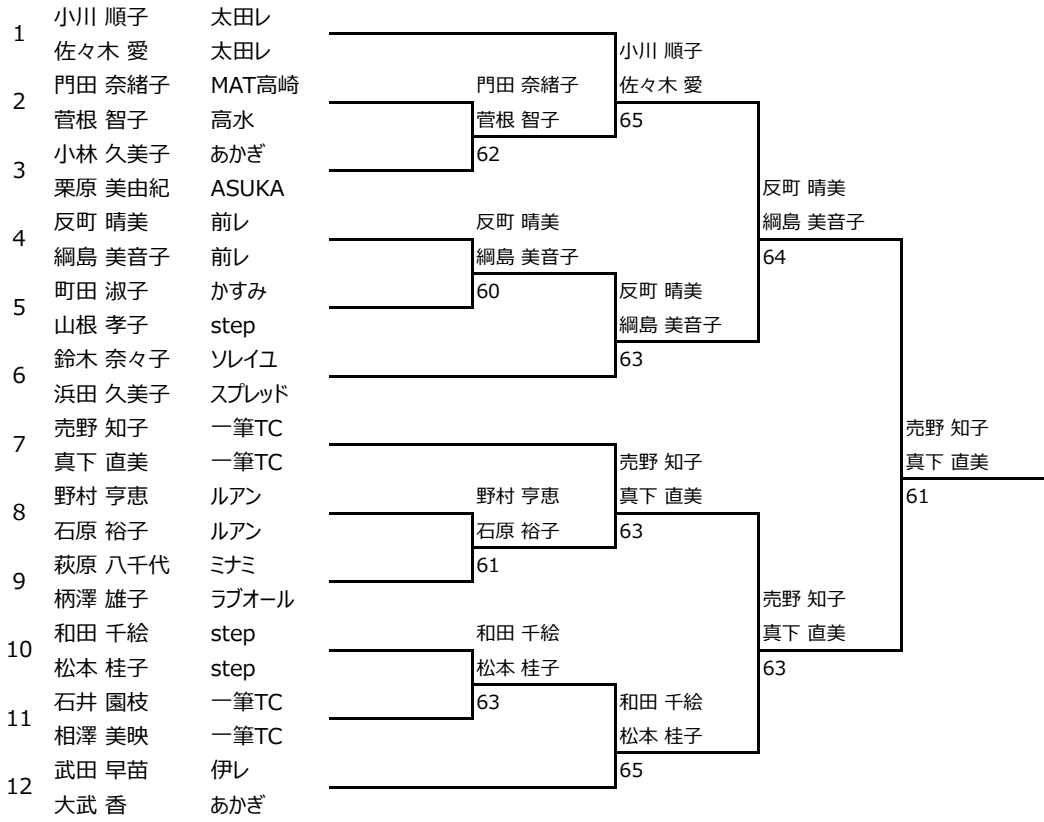 1
小川 順子 太田レ
佐々木 愛 太田レ
2
門田 奈緒子 MAT高崎
菅根 智子 高水
3
小林 久美子 あかぎ
栗原 美由紀 ASUKA
4
反町 晴美 前レ
綱島 美音子 前レ
5
町田 淑子 かすみ
山根 孝子 step
6
鈴木 奈々子 ソレイユ
浜田 久美子 スプレッド
7
売野 知子 一筆TC
真下 直美 一筆TC
8
野村 亨恵 ルアン
石原 裕子 ルアン
9
萩原 八千代 ミナミ
柄澤 雄子 ラブオール
10
和田 千絵 step
松本 桂子 step
11
石井 園枝 一筆TC
相澤 美映 一筆TC
12
武田 早苗 伊レ
大武 香 あかぎ
門田 奈緒子
菅根 智子
62
反町 晴美
綱島 美音子
60
野村 亨恵
石原 裕子
61
和田 千絵
松本 桂子
63
小川 順子
佐々木 愛
65
反町 晴美
綱島 美音子
63
売野 知子
真下 直美
63
和田 千絵
松本 桂子
65
反町 晴美
綱島 美音子
64
売野 知子
真下 直美
63
売野 知子
真下 直美
61